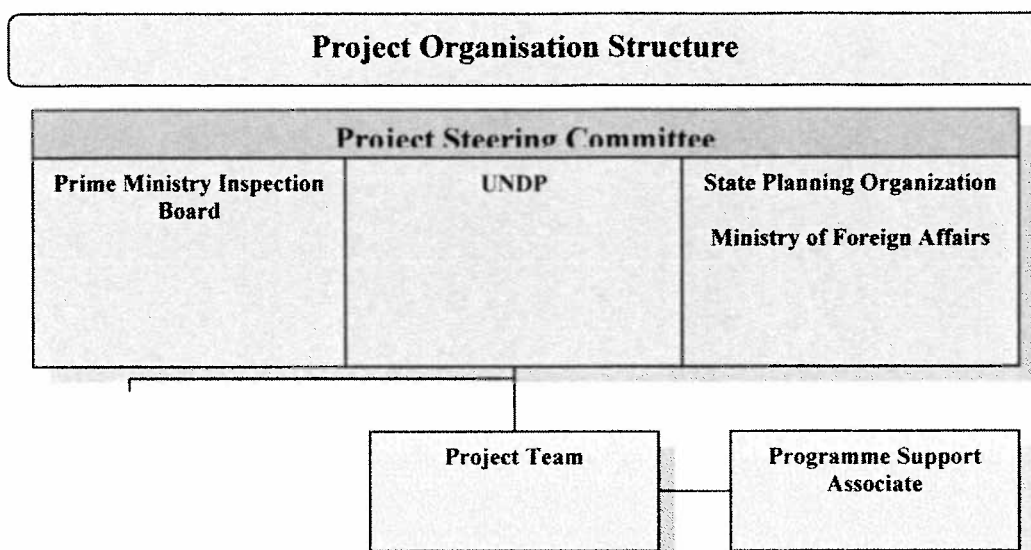 Project Organisation Structure
Project Steering Committee
Prime Ministry Inspection
Board
UNDP
State Planning Organization
Ministry of Foreign Affairs
Project Team
Programme Support
Associate